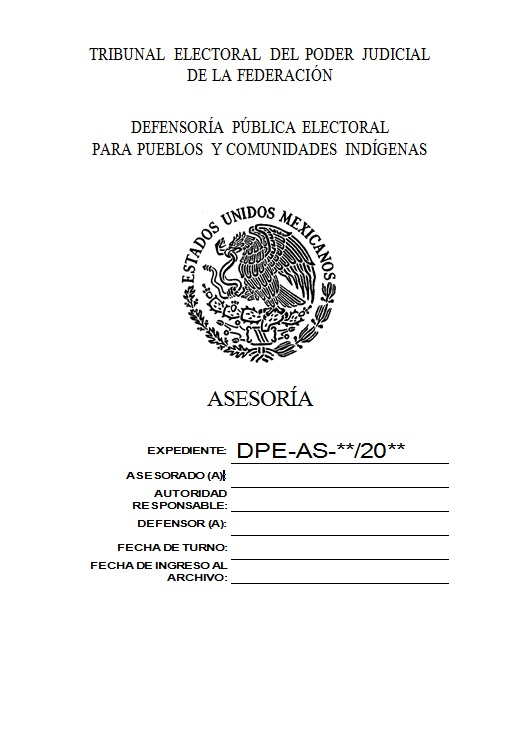 TRIBUNAL ELECTORAL DEL PODER JUDICIAL
DE LA FEDERACIÓN
DEFENSORÍA PÚBLICA ELECTORAL
PARA PUEBLOS Y COMUNIDADES INDÍGENAS
ESTADOS UNIDOS MEXICANOS
ASESORÍA
EXPEDIENTE: DPE-AS-**/20**
ASESORADO (A):
AUTORIDAD
RESPONSABLE:
DEFENSOR (A):
FECHA DE TURNO:
FECHA DE INGRESO AL
ARCHIVO: